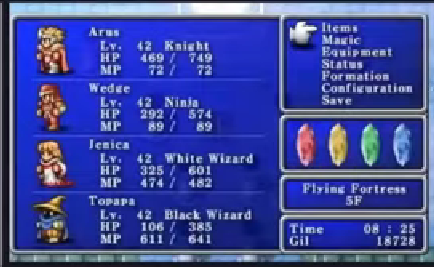 Arus
Lv. 42 Knight
HP 469 / 749
MP 72 / 72
Wedge
Lv. 42 Ninja
HP 292 / 574
MP 89 / 89
Jenica
Lv. 42 White Wizard
HP 325 / 601
MP 474 / 482
Topapa
Lv. 42 Black Wizard
HP 106 / 385
MP 611 / 641
Items
Magic
Equipment
Status
Formation
Configuration
Save
Flying Fortress
5F
Time 08 : 25
Gil 18728